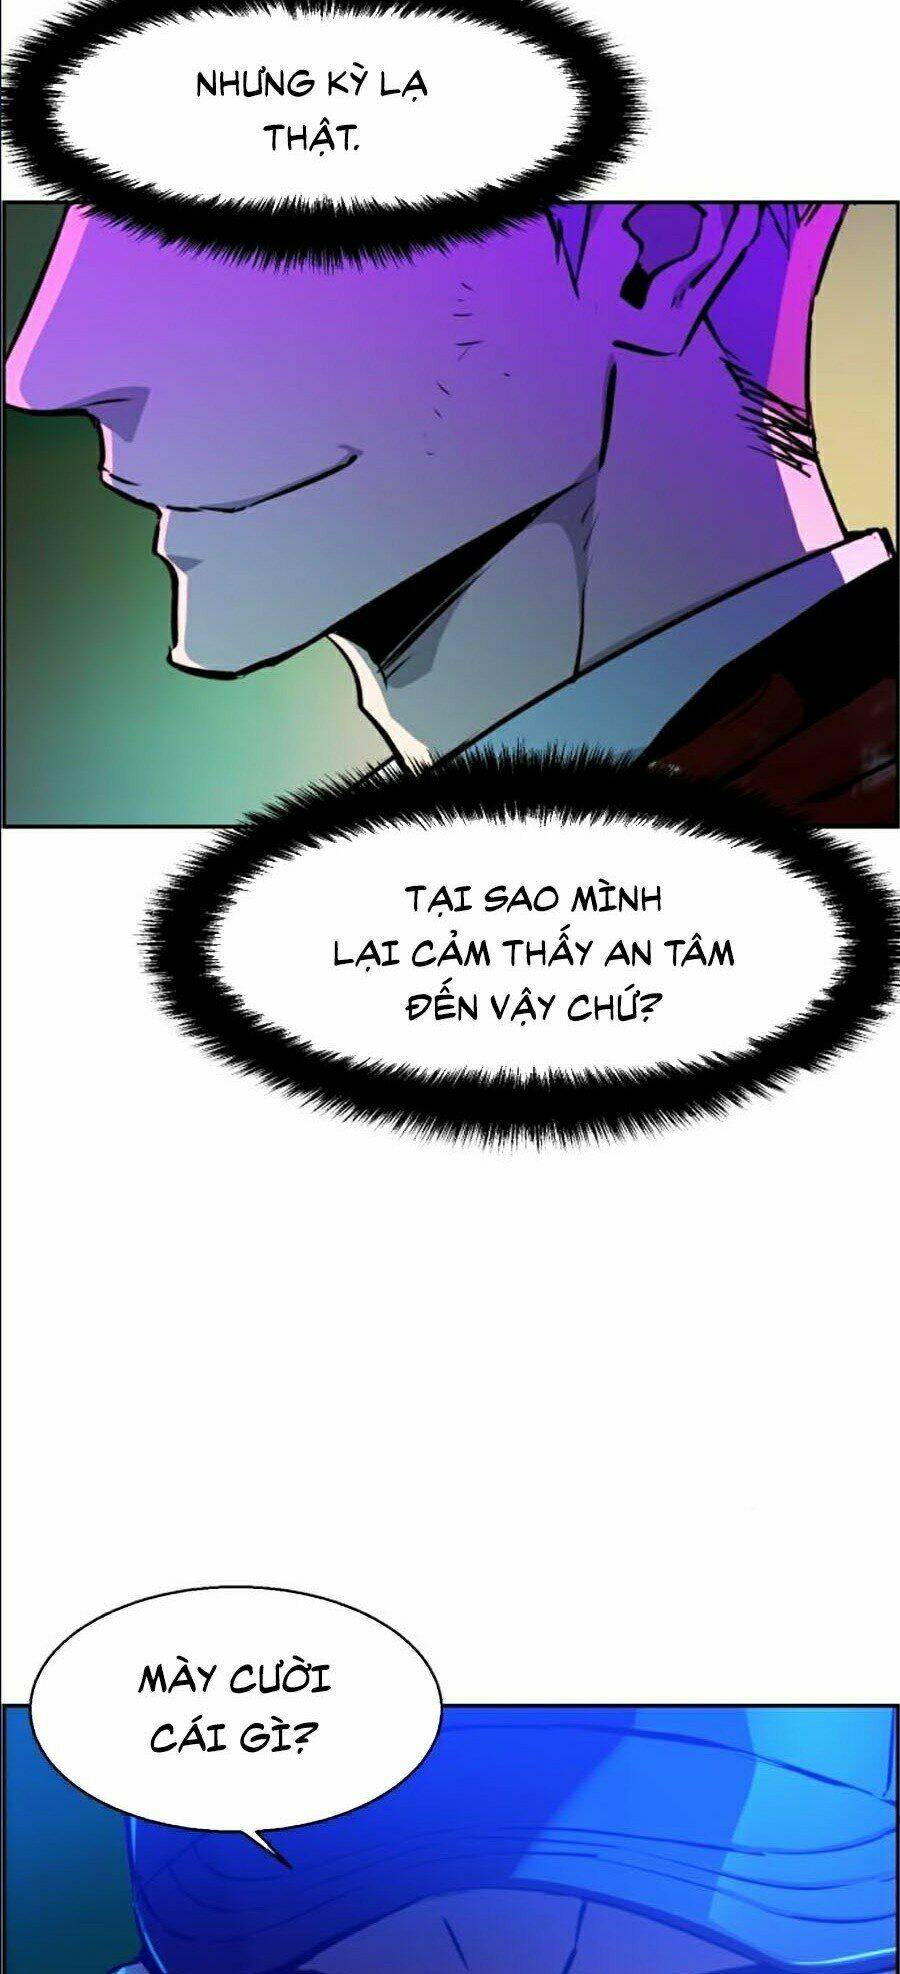 NHƯNG KỲ LẠ
THẬT.
TẠI SAO MÌNH
LẠI CẢM THẤY AN TÂM
ĐẾN VẬY CHỨ?
MÀY CƯỜI
CÁI GÌ?